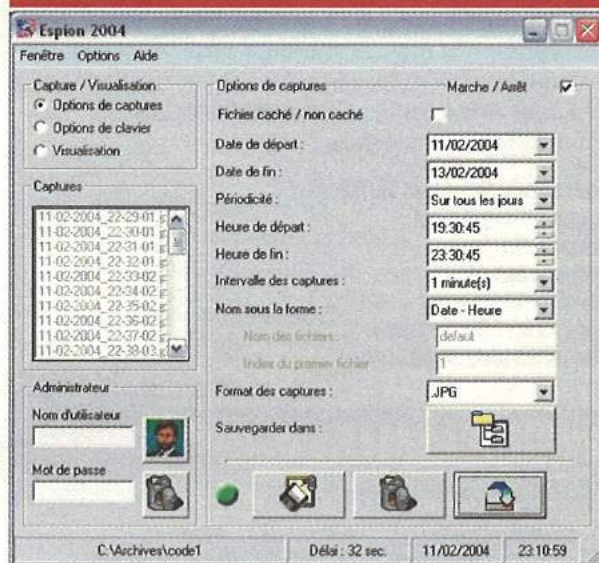 Espion 2004
Fenêtre Options Aide
Capture / Visualisation
Options de captures
Options de clavier
Visualisation
Captures
11-02-2004_22-29-01.g
11-02-2004_22-30-01.g
11-02-2004_22-31-01.g
11-02-2004_22-32-01.g
11-02-2004_22-33-02.g
11-02-2004_22-34-02.g
11-02-2004_22-35-02.g
11-02-2004_22-36-02.g
11-02-2004_22-37-02.g
11-02-2004_22-38-03.g
Administrateur
Nom d'utilisateur
Mot de passe
Options de captures Marche / Arrêt
Fichier caché / non caché
Date de départ : 11/02/2004
Date de fin : 13/02/2004
Périodicité : Sur tous les jours
Heure de départ : 19:30:45
Heure de fin : 23:30:45
Intervalle des captures : 1 minute(s)
Nom sous la forme : Date - Heure
Nom des fichiers : defaut
Index du premier fichier : 1
Format des captures : .JPG
Sauvegarder dans :
C:\Archives\code1 Délai : 32 sec. 11/02/2004 23:10:59